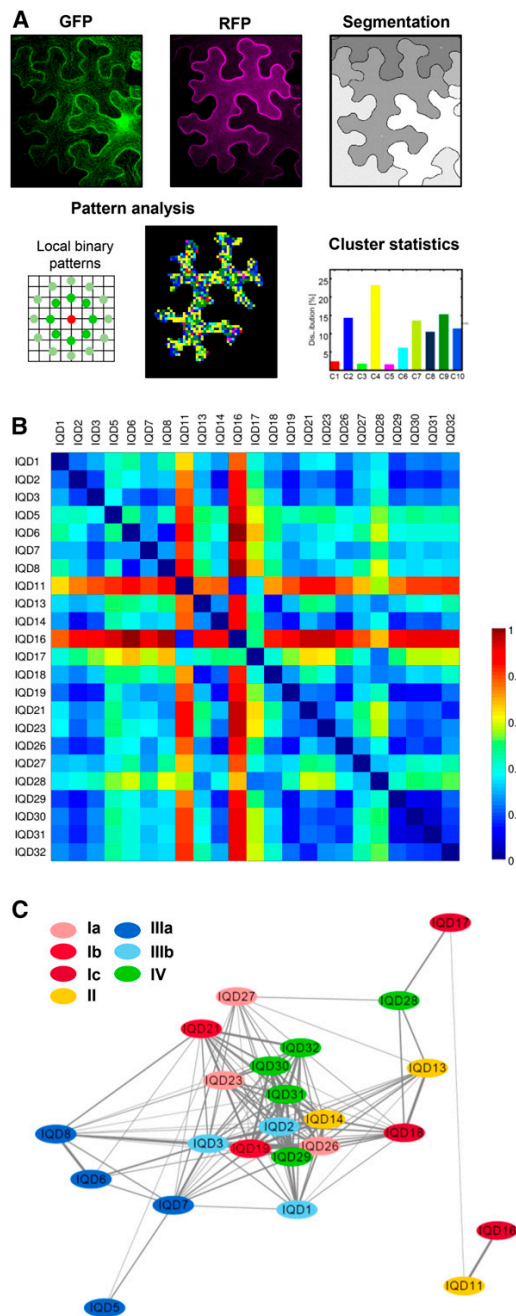 A
GFP
RFP
Segmentation
Pattern analysis
Local binary
patterns
Cluster statistics
25
20
15
10
5
0
C1 C2 C3 C4 C5 C6 C7 C8 C9 C10
B
IQD1 IQD2 IQD3 IQD5 IQD6 IQD7 IQD8 IQD11 IQD13 IQD14 IQD16 IQD17 IQD18 IQD19 IQD21 IQD23 IQD26 IQD27 IQD28 IQD29 IQD30 IQD31 IQD32
IQD1
IQD2
IQD3
IQD5
IQD6
IQD7
IQD8
IQD11
IQD13
IQD14
IQD16
IQD17
IQD18
IQD19
IQD21
IQD23
IQD26
IQD27
IQD28
IQD29
IQD30
IQD31
IQD32
1
0.
0.
0.
0.
0
C
Ia
IIIa
Ib
IIIb
Ic
IV
II
IQD17
IQD27
IQD28
IQD21
IQD32
IQD30
IQD13
IQD23
IQD31
IQD14
IQD8
IQD2
IQD18
IQD3
IQD19
IQD26
IQD29
IQD6
IQD7
IQD1
IQD16
IQD11
IQD5